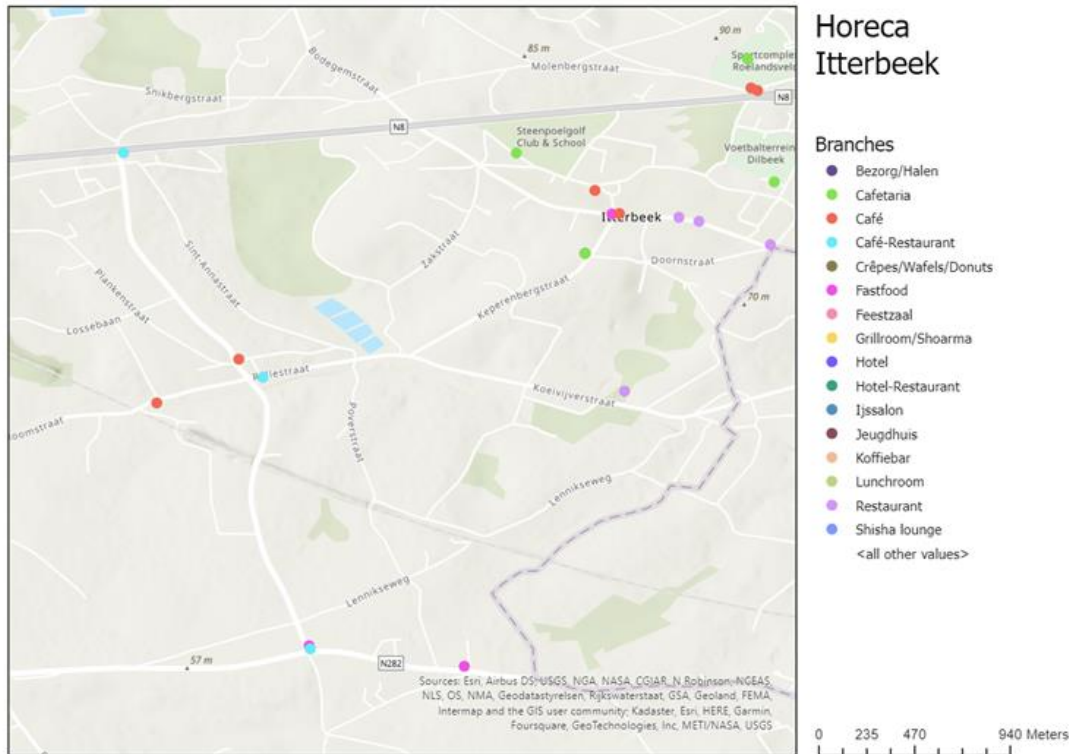 Horeca
Itterbeek
Branches
Bezorg/Halen
Cafetaria
Café
Café-Restaurant
Crêpes/Wafels/Donuts
Fastfood
Feestzaal
Grillroom/Shoarma
Hotel
Hotel-Restaurant
Ijssalon
Jeugdhuis
Koffiebar
Lunchroom
Restaurant
Shisha lounge
<all other values>
0 235 470 940 Meters
90 m
85 m
Sportcomplex
Roelandsveld
Molenbergstraat
Bodegemstraat
Snikbergstraat
N8
N8
Steenpoelgolf
Club & School
Voetbalterrein
Dilbeek
Itterbeek
Zakstraat
Sint-Annastraat
Doornstraat
Keperenbergstraat
Plankenstraat
70 m
Lossebaan
Koeivijverstraat
oomstraat
Poverstraat
Lennikseweg
Lennikseweg
57 m
N282
Sources: Esri, Airbus DS, USGS, NGA, NASA, CGIAR, N Robinson, NCEAS,
NLS, OS, NMA, Geodatastyrelsen, Rijkswaterstaat, GSA, Geoland, FEMA,
Intermap and the GIS user community; Kadaster, Esri, HERE, Garmin,
Foursquare, GeoTechnologies, Inc, METI/NASA, USGS